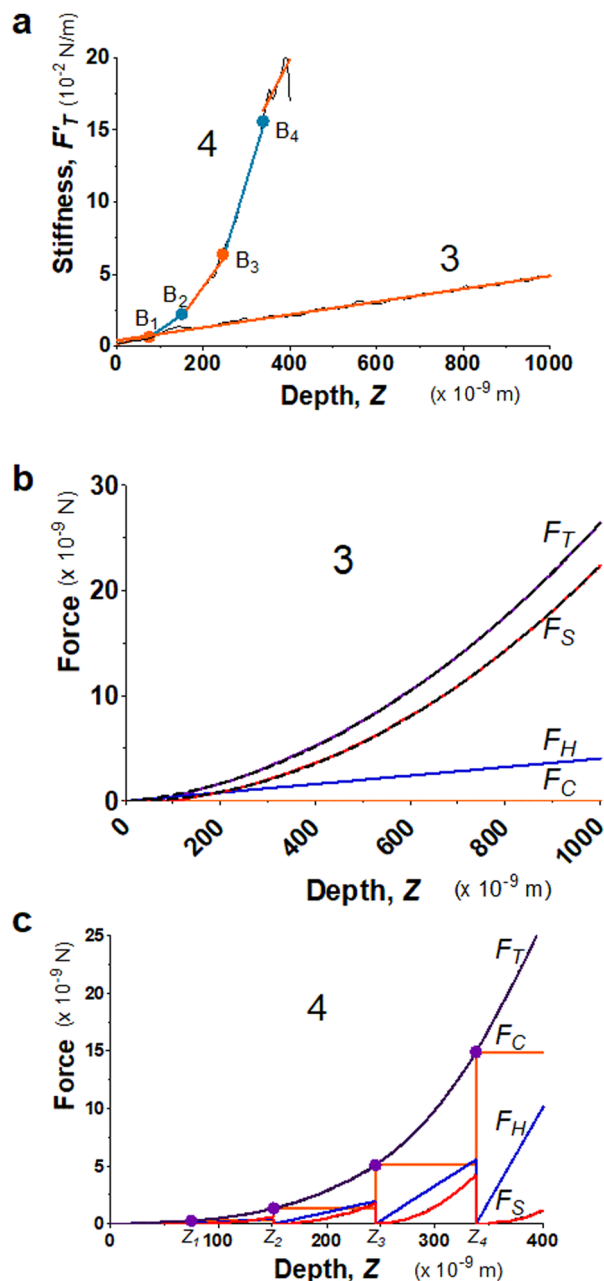 a
Stiffness, F'T (10-2 N/m)
20
15
10
5
0
4
B4
B3
B2
B1
3
0 200 400 600 800 1000
Depth, Z (x 10-9 m)
b
Force (x 10-9 N)
30
20
10
0
3
FT
FS
FH
FC
0 200 400 600 800 1000
Depth, Z (x 10-9 m)
c
Force (x 10-9 N)
25
20
15
10
5
0
4
FT
FC
FH
FS
Z1 Z2 Z3 Z4
0 100 200 300 400
Depth, Z (x 10-9 m)